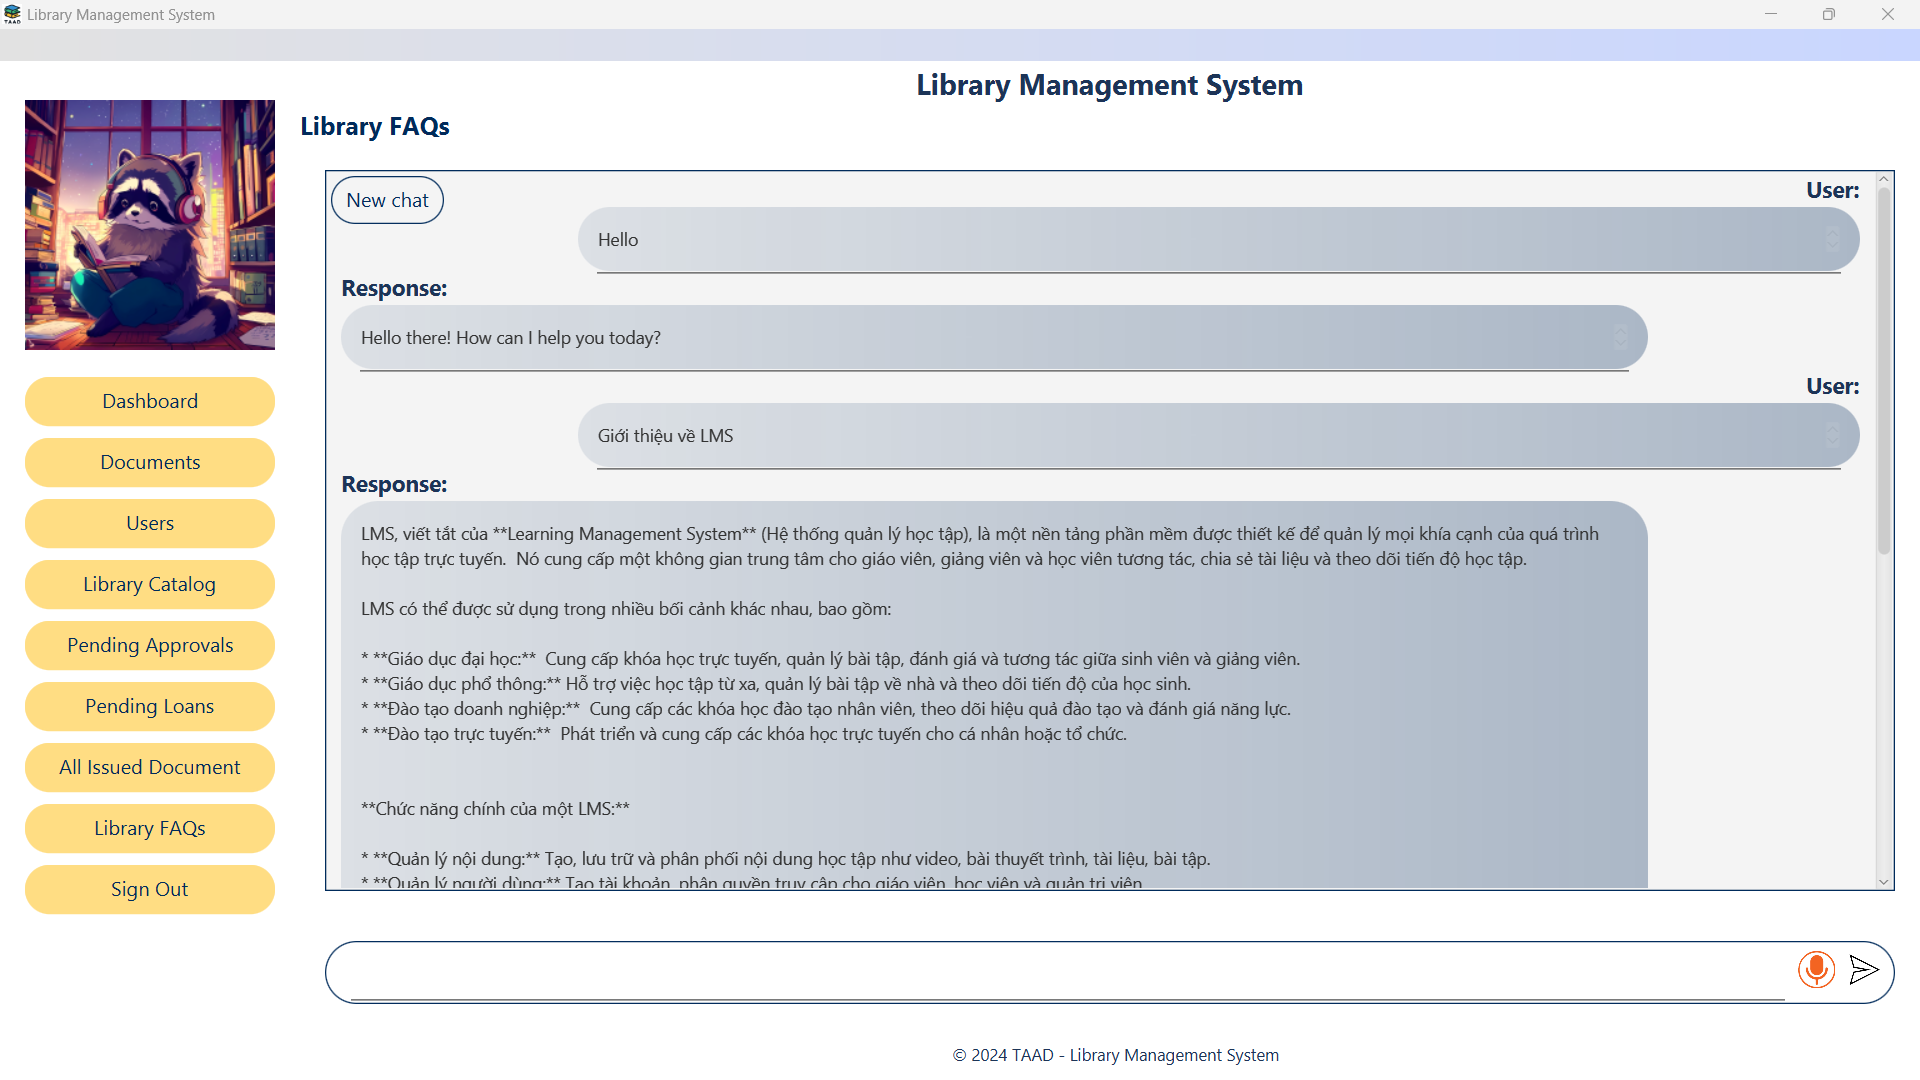 Library Management System
Library Management System
Library FAQs
New chat
User:
Hello
Response:
Hello there! How can I help you today?
User:
Giới thiệu về LMS
Response:
LMS, viết tắt của **Learning Management System** (Hệ thống quản lý học tập), là một nền tảng phần mềm được thiết kế để quản lý mọi khía cạnh của quá trình
học tập trực tuyến.  Nó cung cấp một không gian trung tâm cho giáo viên, giảng viên và học viên tương tác, chia sẻ tài liệu và theo dõi tiến độ học tập.
LMS có thể được sử dụng trong nhiều bối cảnh khác nhau, bao gồm:
* **Giáo dục đại học:**  Cung cấp khóa học trực tuyến, quản lý bài tập, đánh giá và tương tác giữa sinh viên và giảng viên.
* **Giáo dục phổ thông:** Hỗ trợ việc học tập từ xa, quản lý bài tập về nhà và theo dõi tiến độ của học sinh.
* **Đào tạo doanh nghiệp:**  Cung cấp các khóa học đào tạo nhân viên, theo dõi hiệu quả đào tạo và đánh giá năng lực.
* **Đào tạo trực tuyến:**  Phát triển và cung cấp các khóa học trực tuyến cho cá nhân hoặc tổ chức.
**Chức năng chính của một LMS:**
* **Quản lý nội dung:** Tạo, lưu trữ và phân phối nội dung học tập như video, bài thuyết trình, tài liệu, bài tập.
* **Quản lý người dùng:** Tạo tài khoản, phân quyền truy cập cho giáo viên, học viên và quản trị viên.
Dashboard
Documents
Users
Library Catalog
Pending Approvals
Pending Loans
All Issued Document
Library FAQs
Sign Out
© 2024 TAAD - Library Management System